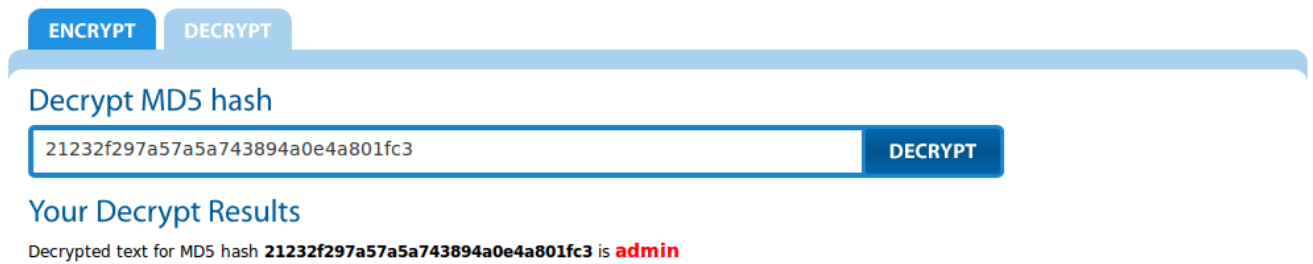 ENCRYPT DECRYPT
Decrypt MD5 hash
21232f297a57a5a743894a0e4a801fc3 DECRYPT
Your Decrypt Results
Decrypted text for MD5 hash 21232f297a57a5a743894a0e4a801fc3 is admin